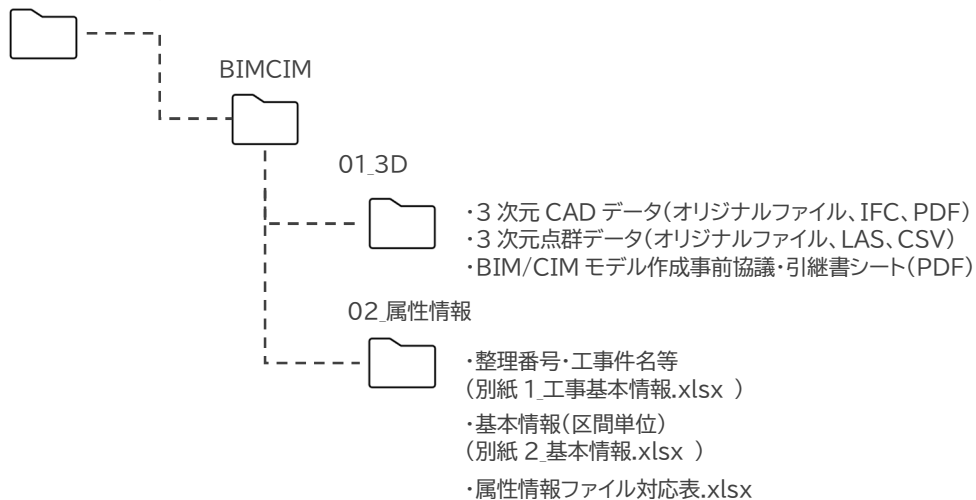 BIMCIM
01_3D
・3 次元 CAD データ(オリジナルファイル、IFC、PDF)
・3 次元点群データ(オリジナルファイル、LAS、CSV)
・BIM/CIM モデル作成事前協議・引継書シート(PDF)
02_属性情報
・整理番号・工事件名等
(別紙 1_工事基本情報.xlsx )
・基本情報(区間単位)
(別紙 2_基本情報.xlsx )
・属性情報ファイル対応表.xlsx